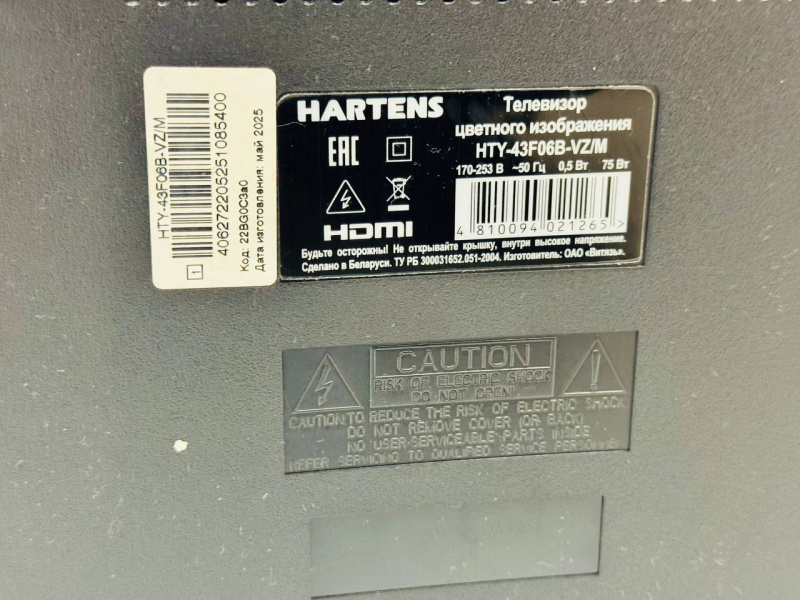 HTY-43F06B-VZ/M
406272205251085400
Код: 22BG0C3a0
Дата изготовления: май 2025
1
HARTENS
Телевизор
цветного изображения
HTY-43F06B-VZ/M
170-253 В ~50 Гц 0,5 Вт 75 Вт
EAC
HDMI
4 810094 021265 >
Будьте осторожны! Не открывайте крышку, внутри высокое напряжение.
Сделано в Беларуси. ТУ РБ 300031652.051-2004. Изготовитель: ОАО «Витязь»
CAUTION
RISK OF ELECTRIC SHOCK
DO NOT OPEN!
CAUTION: TO REDUCE THE RISK OF ELECTRIC SHOCK
DO NOT REMOVE COVER (OR BACK)
NO USER-SERVICEABLE PARTS INSIDE
REFER SERVICING TO QUALIFIED SERVICE PERSONNEL